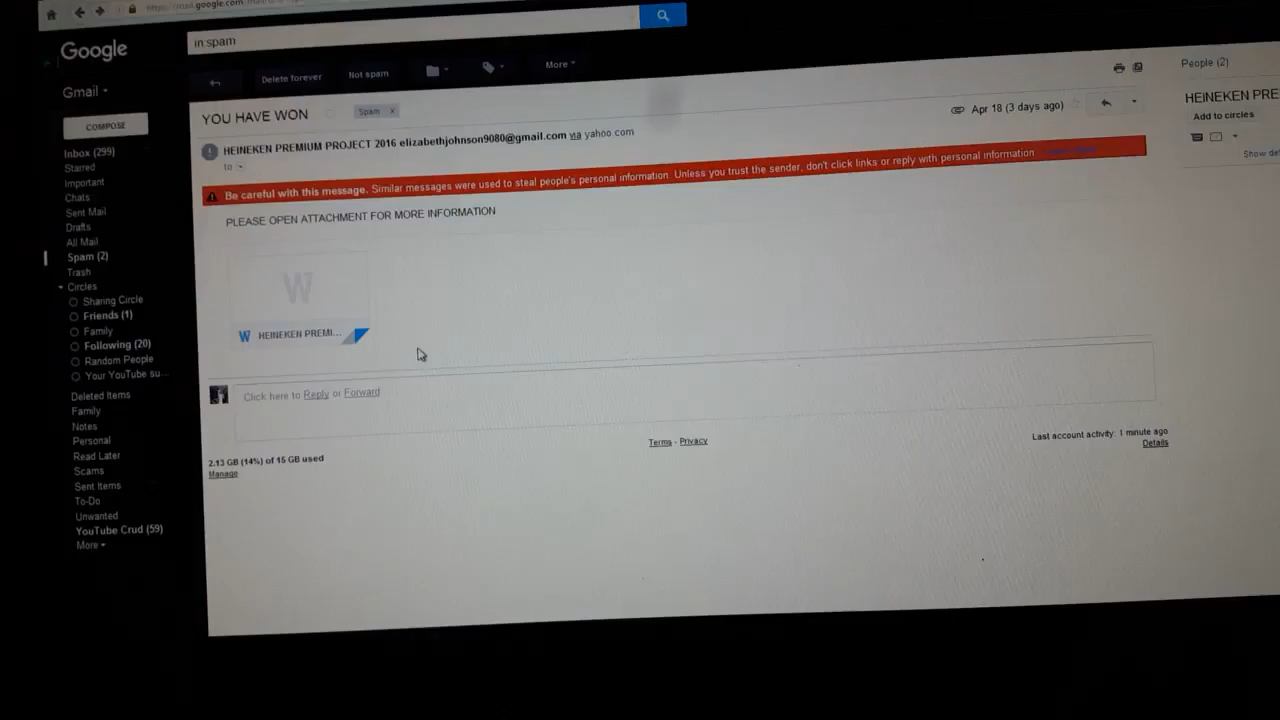 Google
in:spam
Gmail
Delete forever
Not spam
More
People (2)
COMPOSE
YOU HAVE WON
Spam x
Apr 18 (3 days ago)
HEINEKEN PRE
Add to circles
HEINEKEN PREMIUM PROJECT 2016 elizabethjohnson9080@gmail.com via yahoo.com
to
Show det
Be careful with this message. Similar messages were used to steal people's personal information. Unless you trust the sender, don't click links or reply with personal information.
PLEASE OPEN ATTACHMENT FOR MORE INFORMATION
W
W HEINEKEN PREMI...
Click here to Reply or Forward
Terms - Privacy
Last account activity: 1 minute ago
Details
2.13 GB (14%) of 15 GB used
Manage
Inbox (299)
Starred
Important
Chats
Sent Mail
Drafts
All Mail
Spam (2)
Trash
Circles
Sharing Circle
Friends (1)
Family
Following (20)
Random People
Your YouTube su...
Deleted Items
Family
Notes
Personal
Read Later
Scams
Sent Items
To-Do
Unwanted
YouTube Crud (59)
More